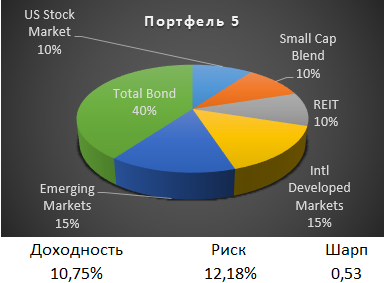 Портфель 5
US Stock
Market
10%
Small Cap
Blend
10%
REIT
10%
Intl
Developed
Markets
15%
Emerging
Markets
15%
Total Bond
40%
Доходность Риск Шарп
10,75% 12,18% 0,53